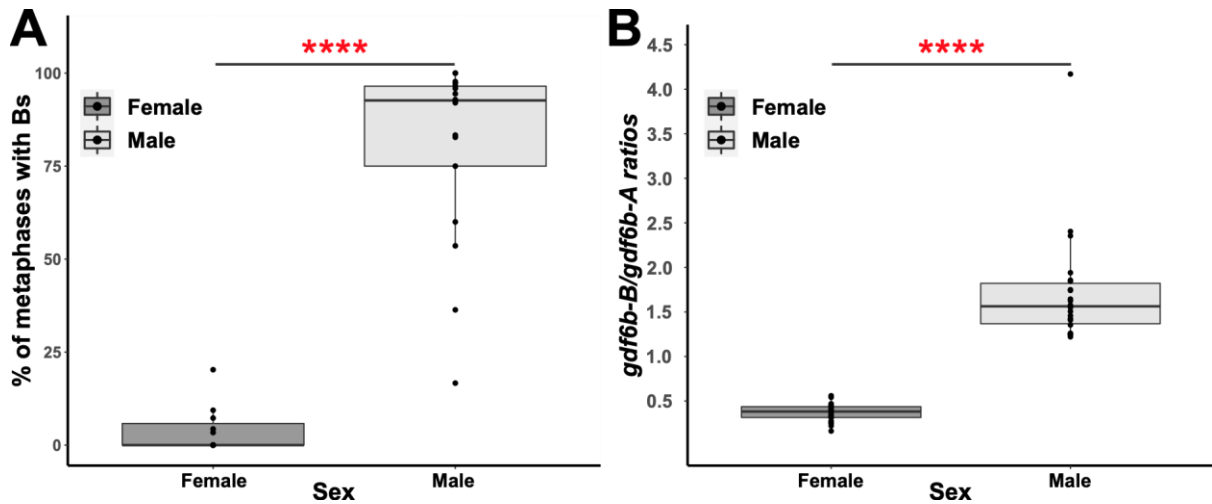 A
****
% of metaphases with Bs
100
75
50
25
0
Female
Male
Female
Male
Sex
B
****
gdf6b-B/gdf6b-A ratios
4.5
4.0
3.5
3.0
2.5
2.0
1.5
1.0
0.5
Female
Male
Female
Male
Sex